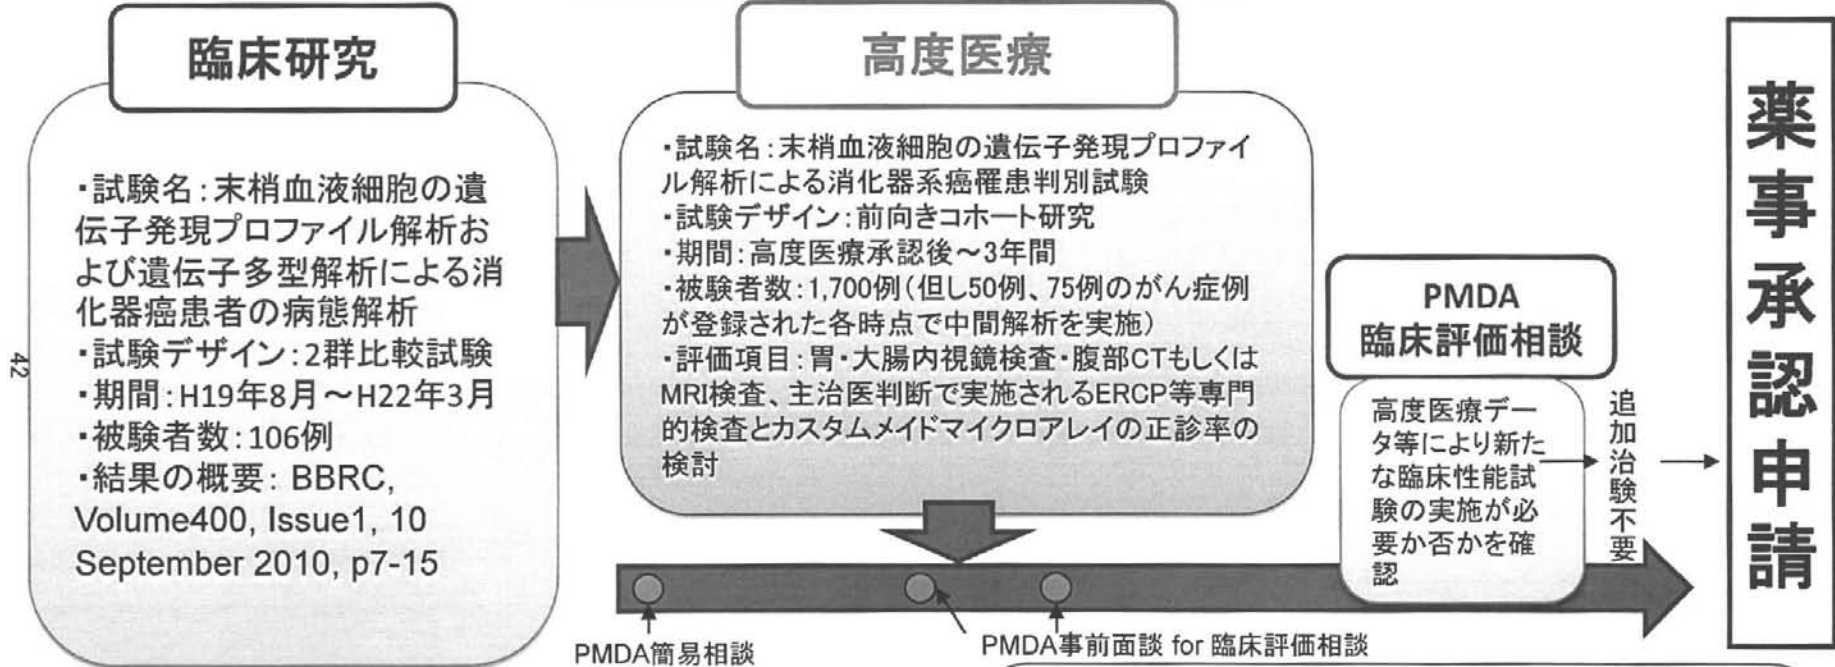 臨床研究
・試験名:末梢血液細胞の遺
伝子発現プロファイル解析お
よび遺伝子多型解析による消
化器癌患者の病態解析
・試験デザイン:2群比較試験
・期間:H19年8月～H22年3月
・被験者数:106例
・結果の概要: BBRC,
Volume400, Issue1, 10
September 2010, p7-15
高度医療
・試験名:末梢血液細胞の遺伝子発現プロファイ
ル解析による消化器系癌罹患判別試験
・試験デザイン:前向きコホート研究
・期間:高度医療承認後～3年間
・被験者数:1,700例(但し50例、75例のがん症例
が登録された各時点で中間解析を実施)
・評価項目:胃・大腸内視鏡検査・腹部CTもしくは
MRI検査、主治医判断で実施されるERCP等専門
的検査とカスタムメイドマイクロアレイの正診率の
検討
PMDA
臨床評価相談
高度医療デー
タ等により新た
な臨床性能試
験の実施が必
要か否かを確
認
追加治験不要
薬事承認申請
PMDA簡易相談
PMDA事前面談 for 臨床評価相談
42